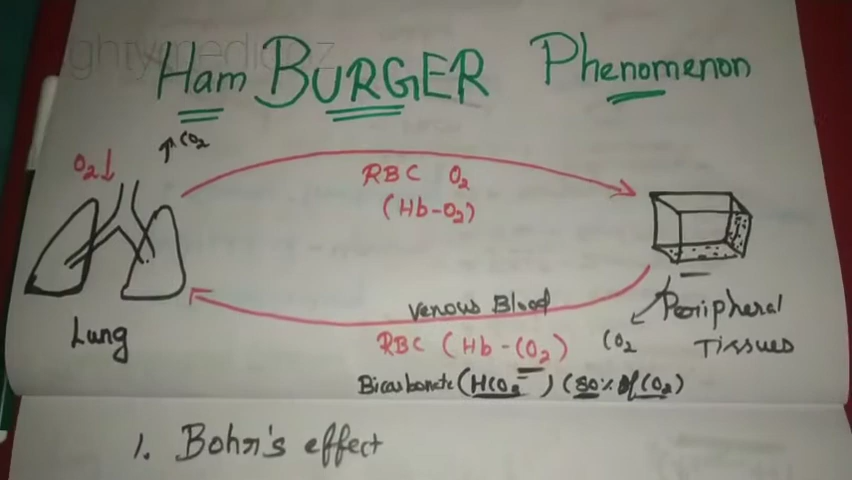 Ham BURGER Phenomenon
↑CO₂
O₂↓
RBC O₂
(Hb-O₂)
Lung
Venous Blood
RBC (Hb-CO₂)
Bicarbonate (HCO₃⁻) (80% of CO₂)
CO₂
Peripheral
Tissues
1. Bohr's effect